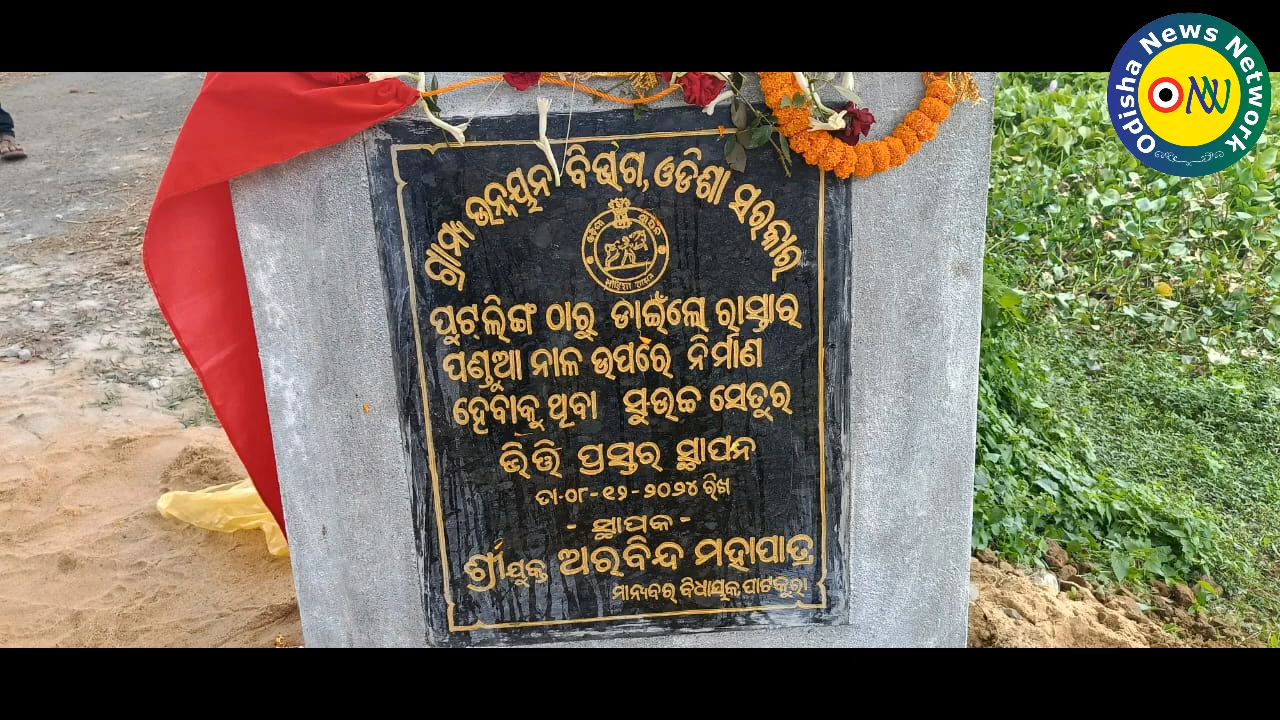 Odisha News Network
ONN
ଗ୍ରାମ୍ୟ ଉନ୍ନୟନ ବିଭାଗ, ଓଡିଶା ସରକାର
ପୁଟଲିଙ୍ଗ ଠାରୁ ଡାଇଁଲୋ ରାସ୍ତାର
ପଣ୍ଡୁଆ ନାଳ ଉପରେ ନିର୍ମାଣ
ହେବାକୁ ଥିବା ସୁ-ଉଚ୍ଚ ସେତୁର
ଭିତ୍ତି ପ୍ରସ୍ତର ସ୍ଥାପନ
ତା-୦୮-୧୨-୨୦୨୪ ରିଖ
- ସ୍ଥାପକ -
ଶ୍ରୀଯୁକ୍ତ ଅରବିନ୍ଦ ମହାପାତ୍ର
ମାନ୍ୟବର ବିଧାୟକ ପାଟକୁରା